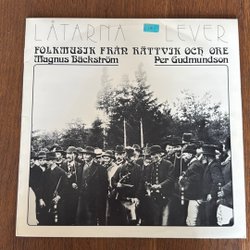 LÅTARNA LEVER
FOLKMUSIK FRÅN RÄTTVIK OCH ORE
Magnus Bäckström Per Gudmundson